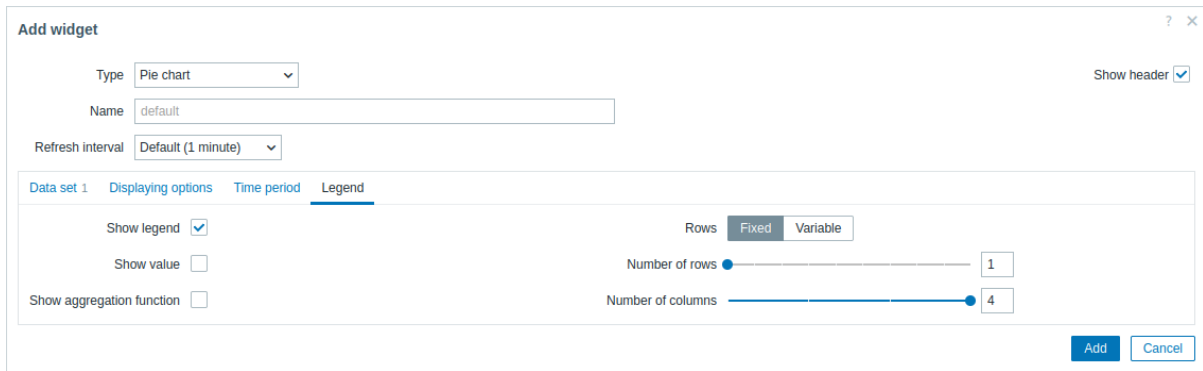 Add widget ?
Type Pie chart Show header
Name default
Refresh interval Default (1 minute)
Data set 1 Displaying options Time period Legend
Show legend Rows Fixed Variable
Show value Number of rows 1
Show aggregation function Number of columns 4
Add Cancel